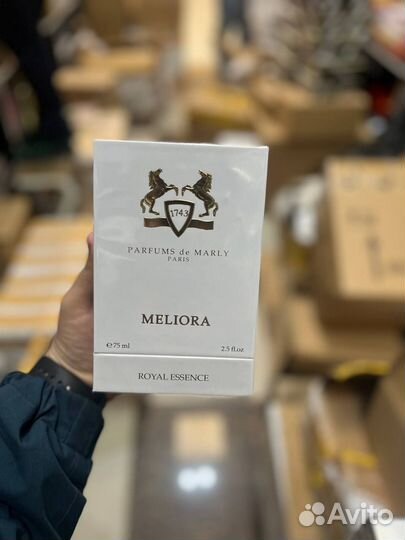 1743
PARFUMS de MARLY
PARIS
MELIORA
℮75 ml 2.5 fl.oz
ROYAL ESSENCE
Avito